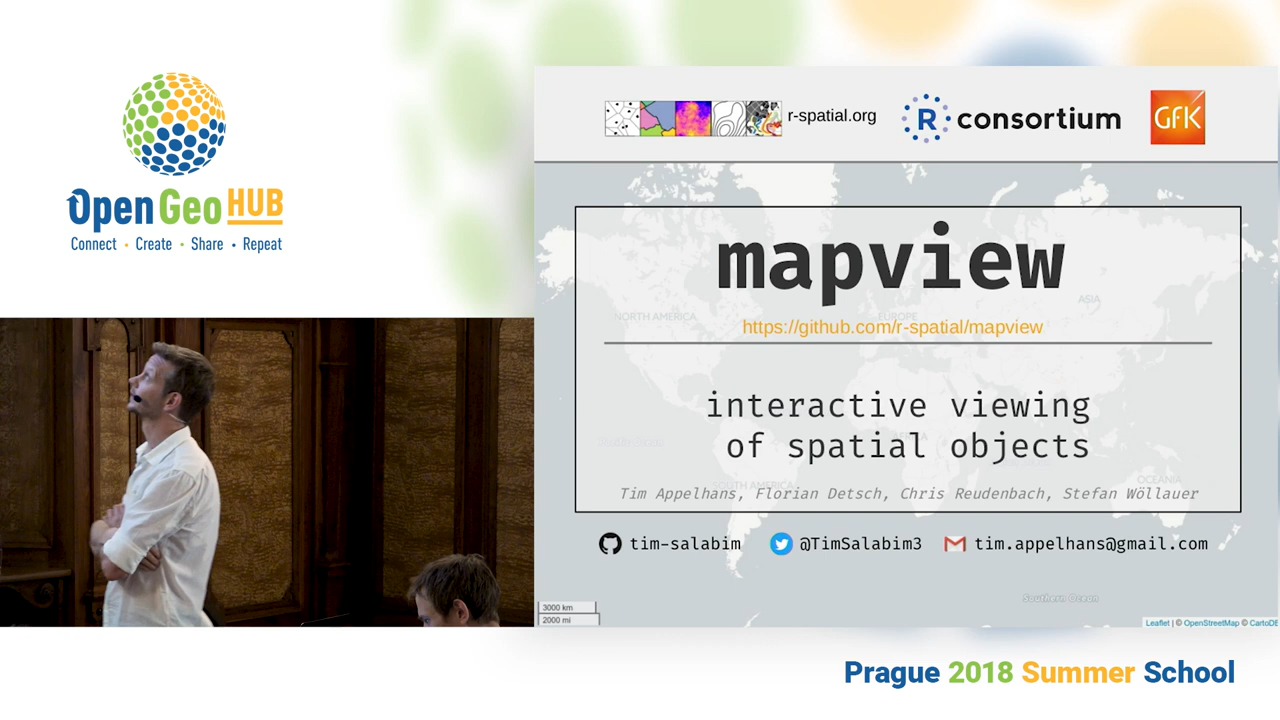 Open Geo HUB
Connect • Create • Share • Repeat
r-spatial.org
R consortium
GfK
mapview
NORTH AMERICA
EUROPE
ASIA
https://github.com/r-spatial/mapview
interactive viewing
of spatial objects
SOUTH AMERICA
OCEANIA
Tim Appelhans, Florian Detsch, Chris Reudenbach, Stefan Wöllauer
tim-salabim @TimSalabim3 tim.appelhans@gmail.com
Southern Ocean
3000 km
2000 mi
Leaflet | © OpenStreetMap © CartoDB
Prague 2018 Summer School